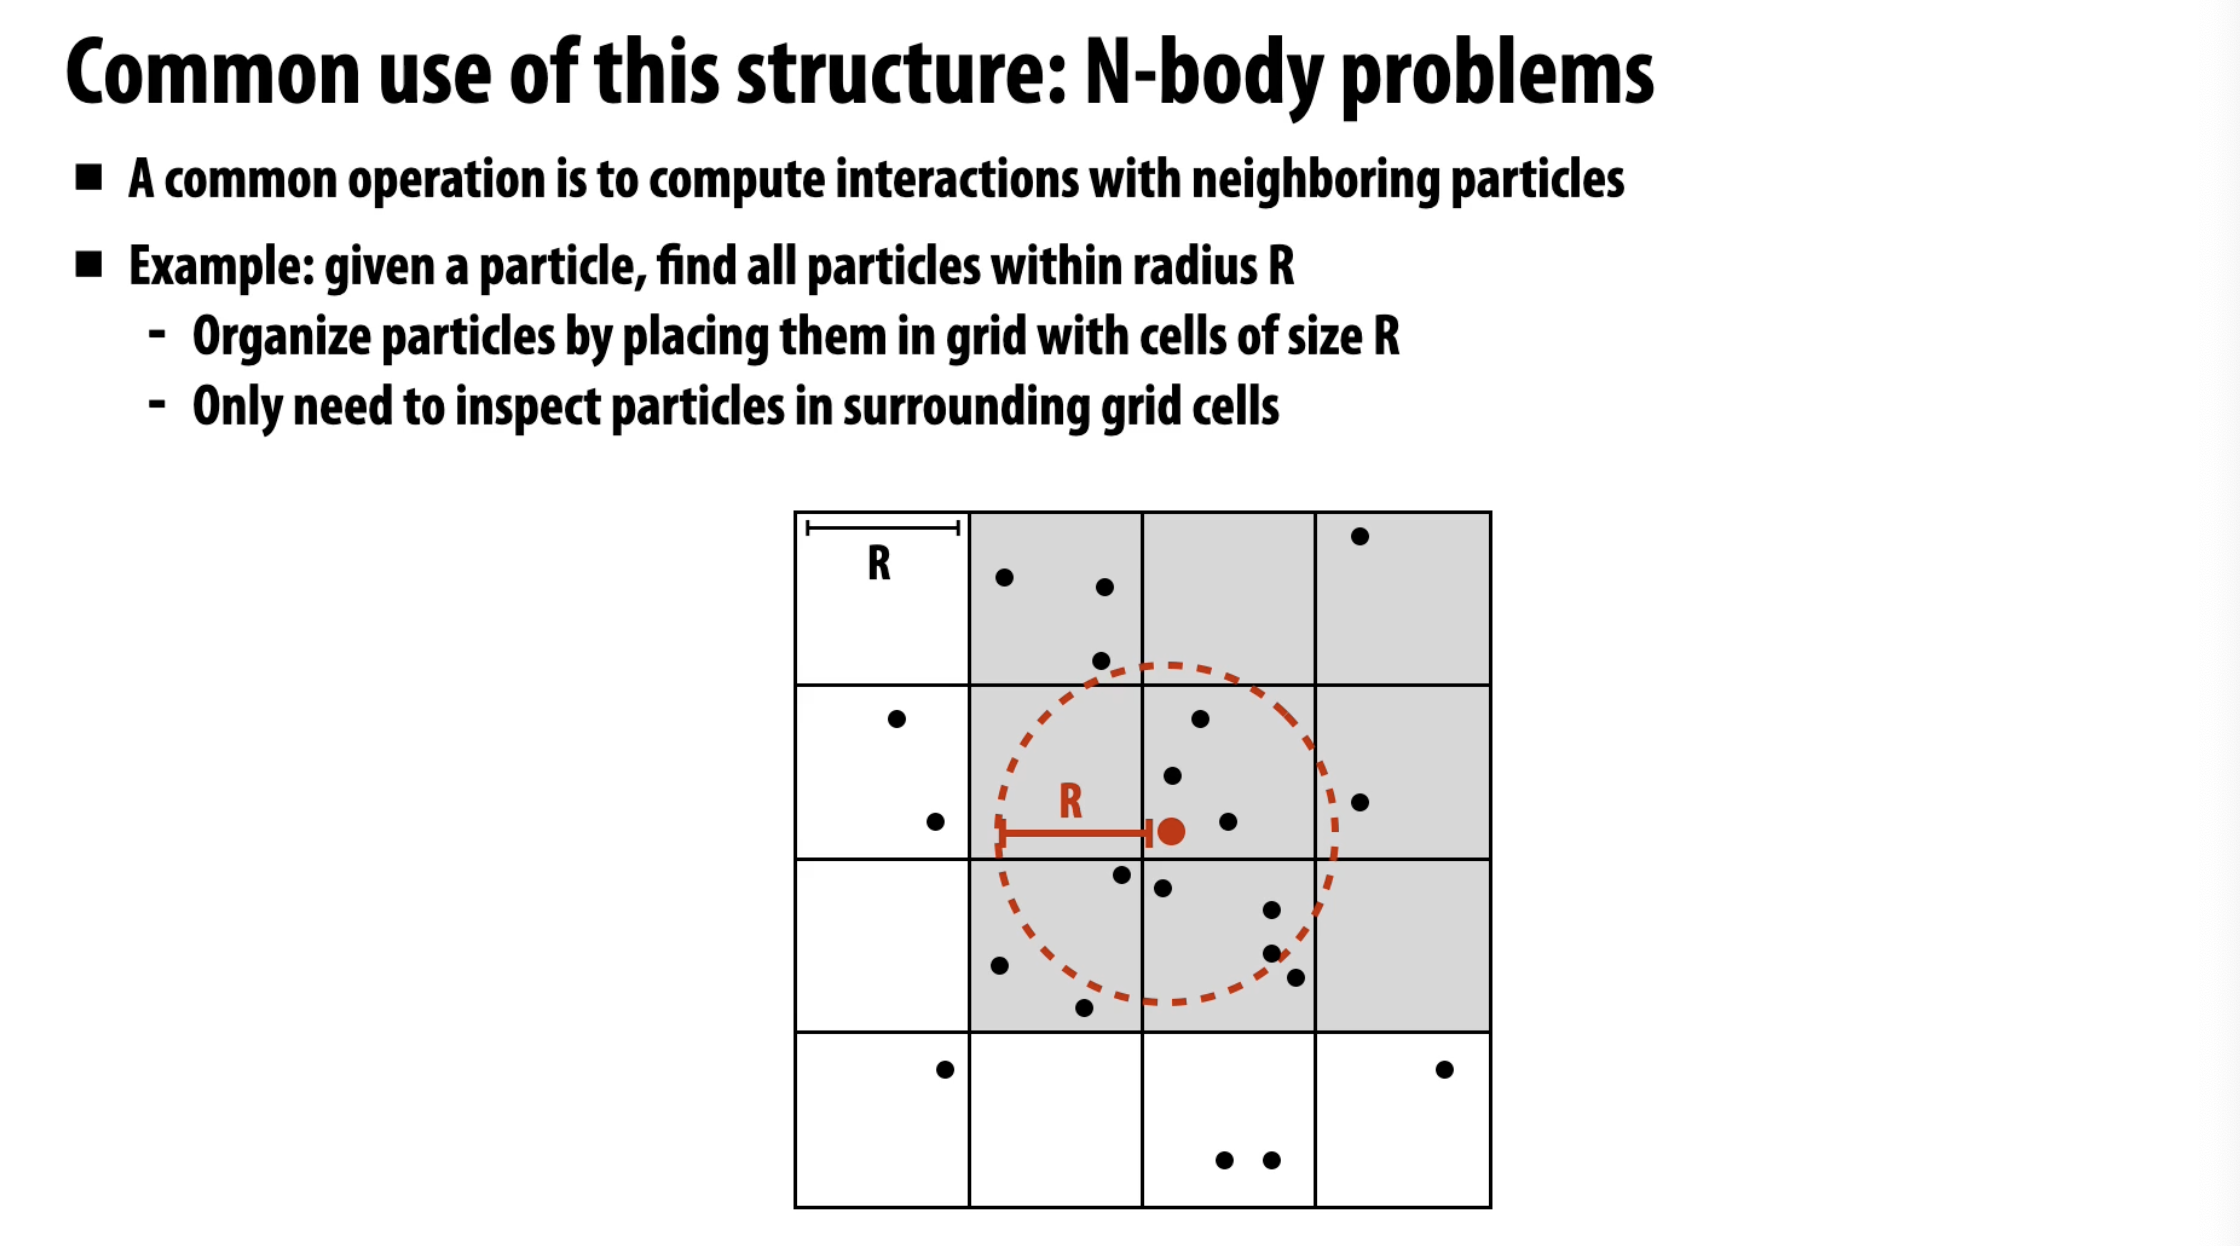 Common use of this structure: N-body problems
■ A common operation is to compute interactions with neighboring particles
■ Example: given a particle, find all particles within radius R
- Organize particles by placing them in grid with cells of size R
- Only need to inspect particles in surrounding grid cells
R
R